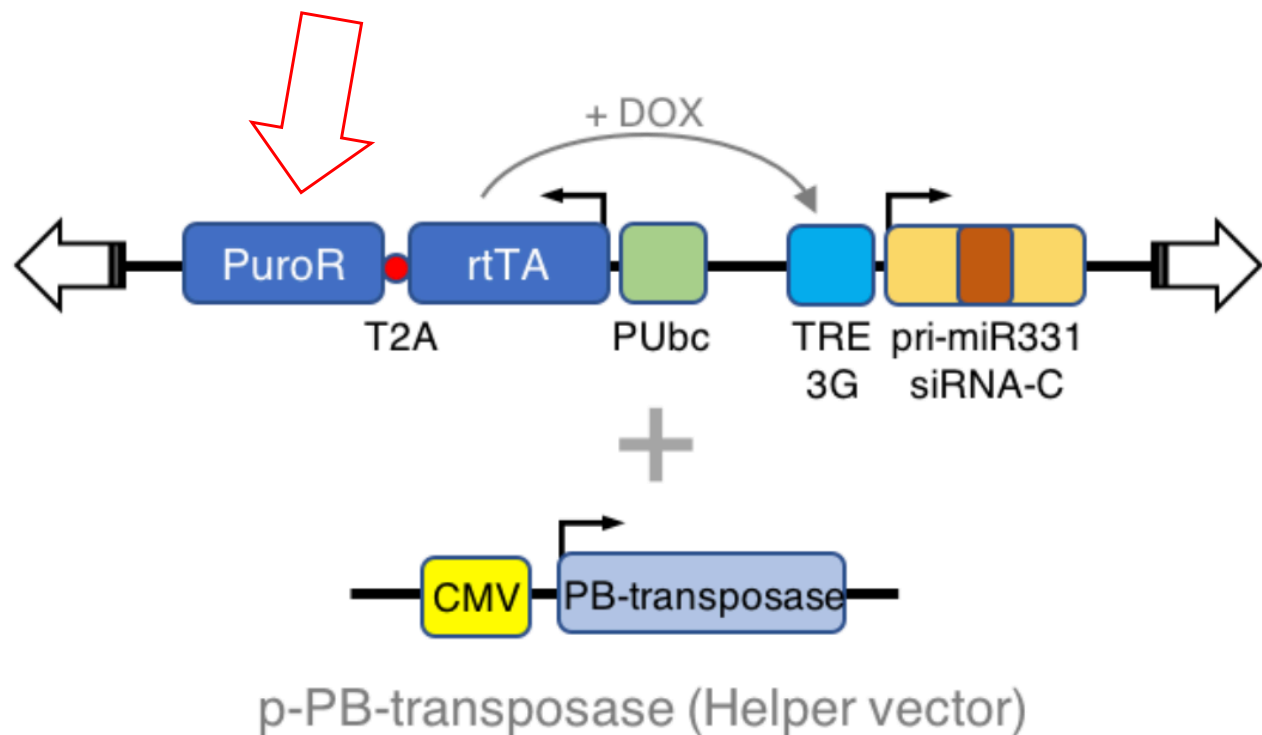 + DOX
PuroR
rtTA
T2A
PUbc
TRE
3G
pri-miR331
siRNA-C
CMV
PB-transposase
p-PB-transposase (Helper vector)